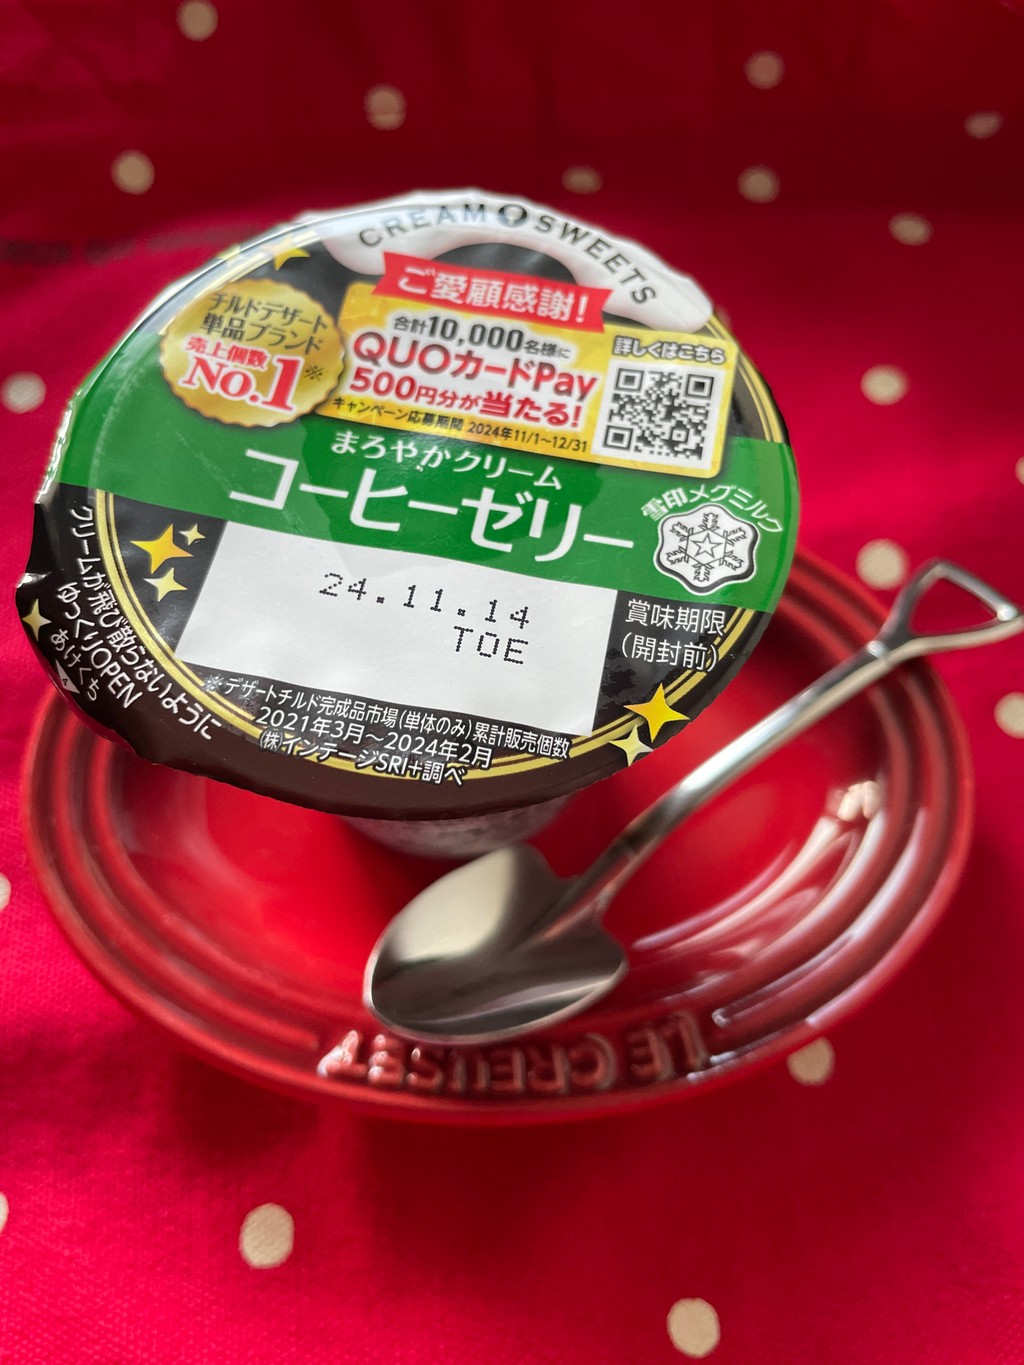 CREAM SWEETS
ご愛顧感謝!
チルドデザート
単品ブランド
売上個数
No.1※
合計10,000名様に
QUOカードPay
500円分が当たる!
キャンペーン応募期間 2024年11/1~12/31
詳しくはこちら
まろやかクリーム
コーヒーゼリー
雪印メグミルク
24.11.14
TOE
賞味期限
(開封前)
クリームが飛び散らないように
ゆっくりOPEN
あけくち
※デザートチルド完成品市場(単体のみ)累計販売個数
2021年3月~2024年2月
㈱インテージSRI+調べ
LE CREUSET